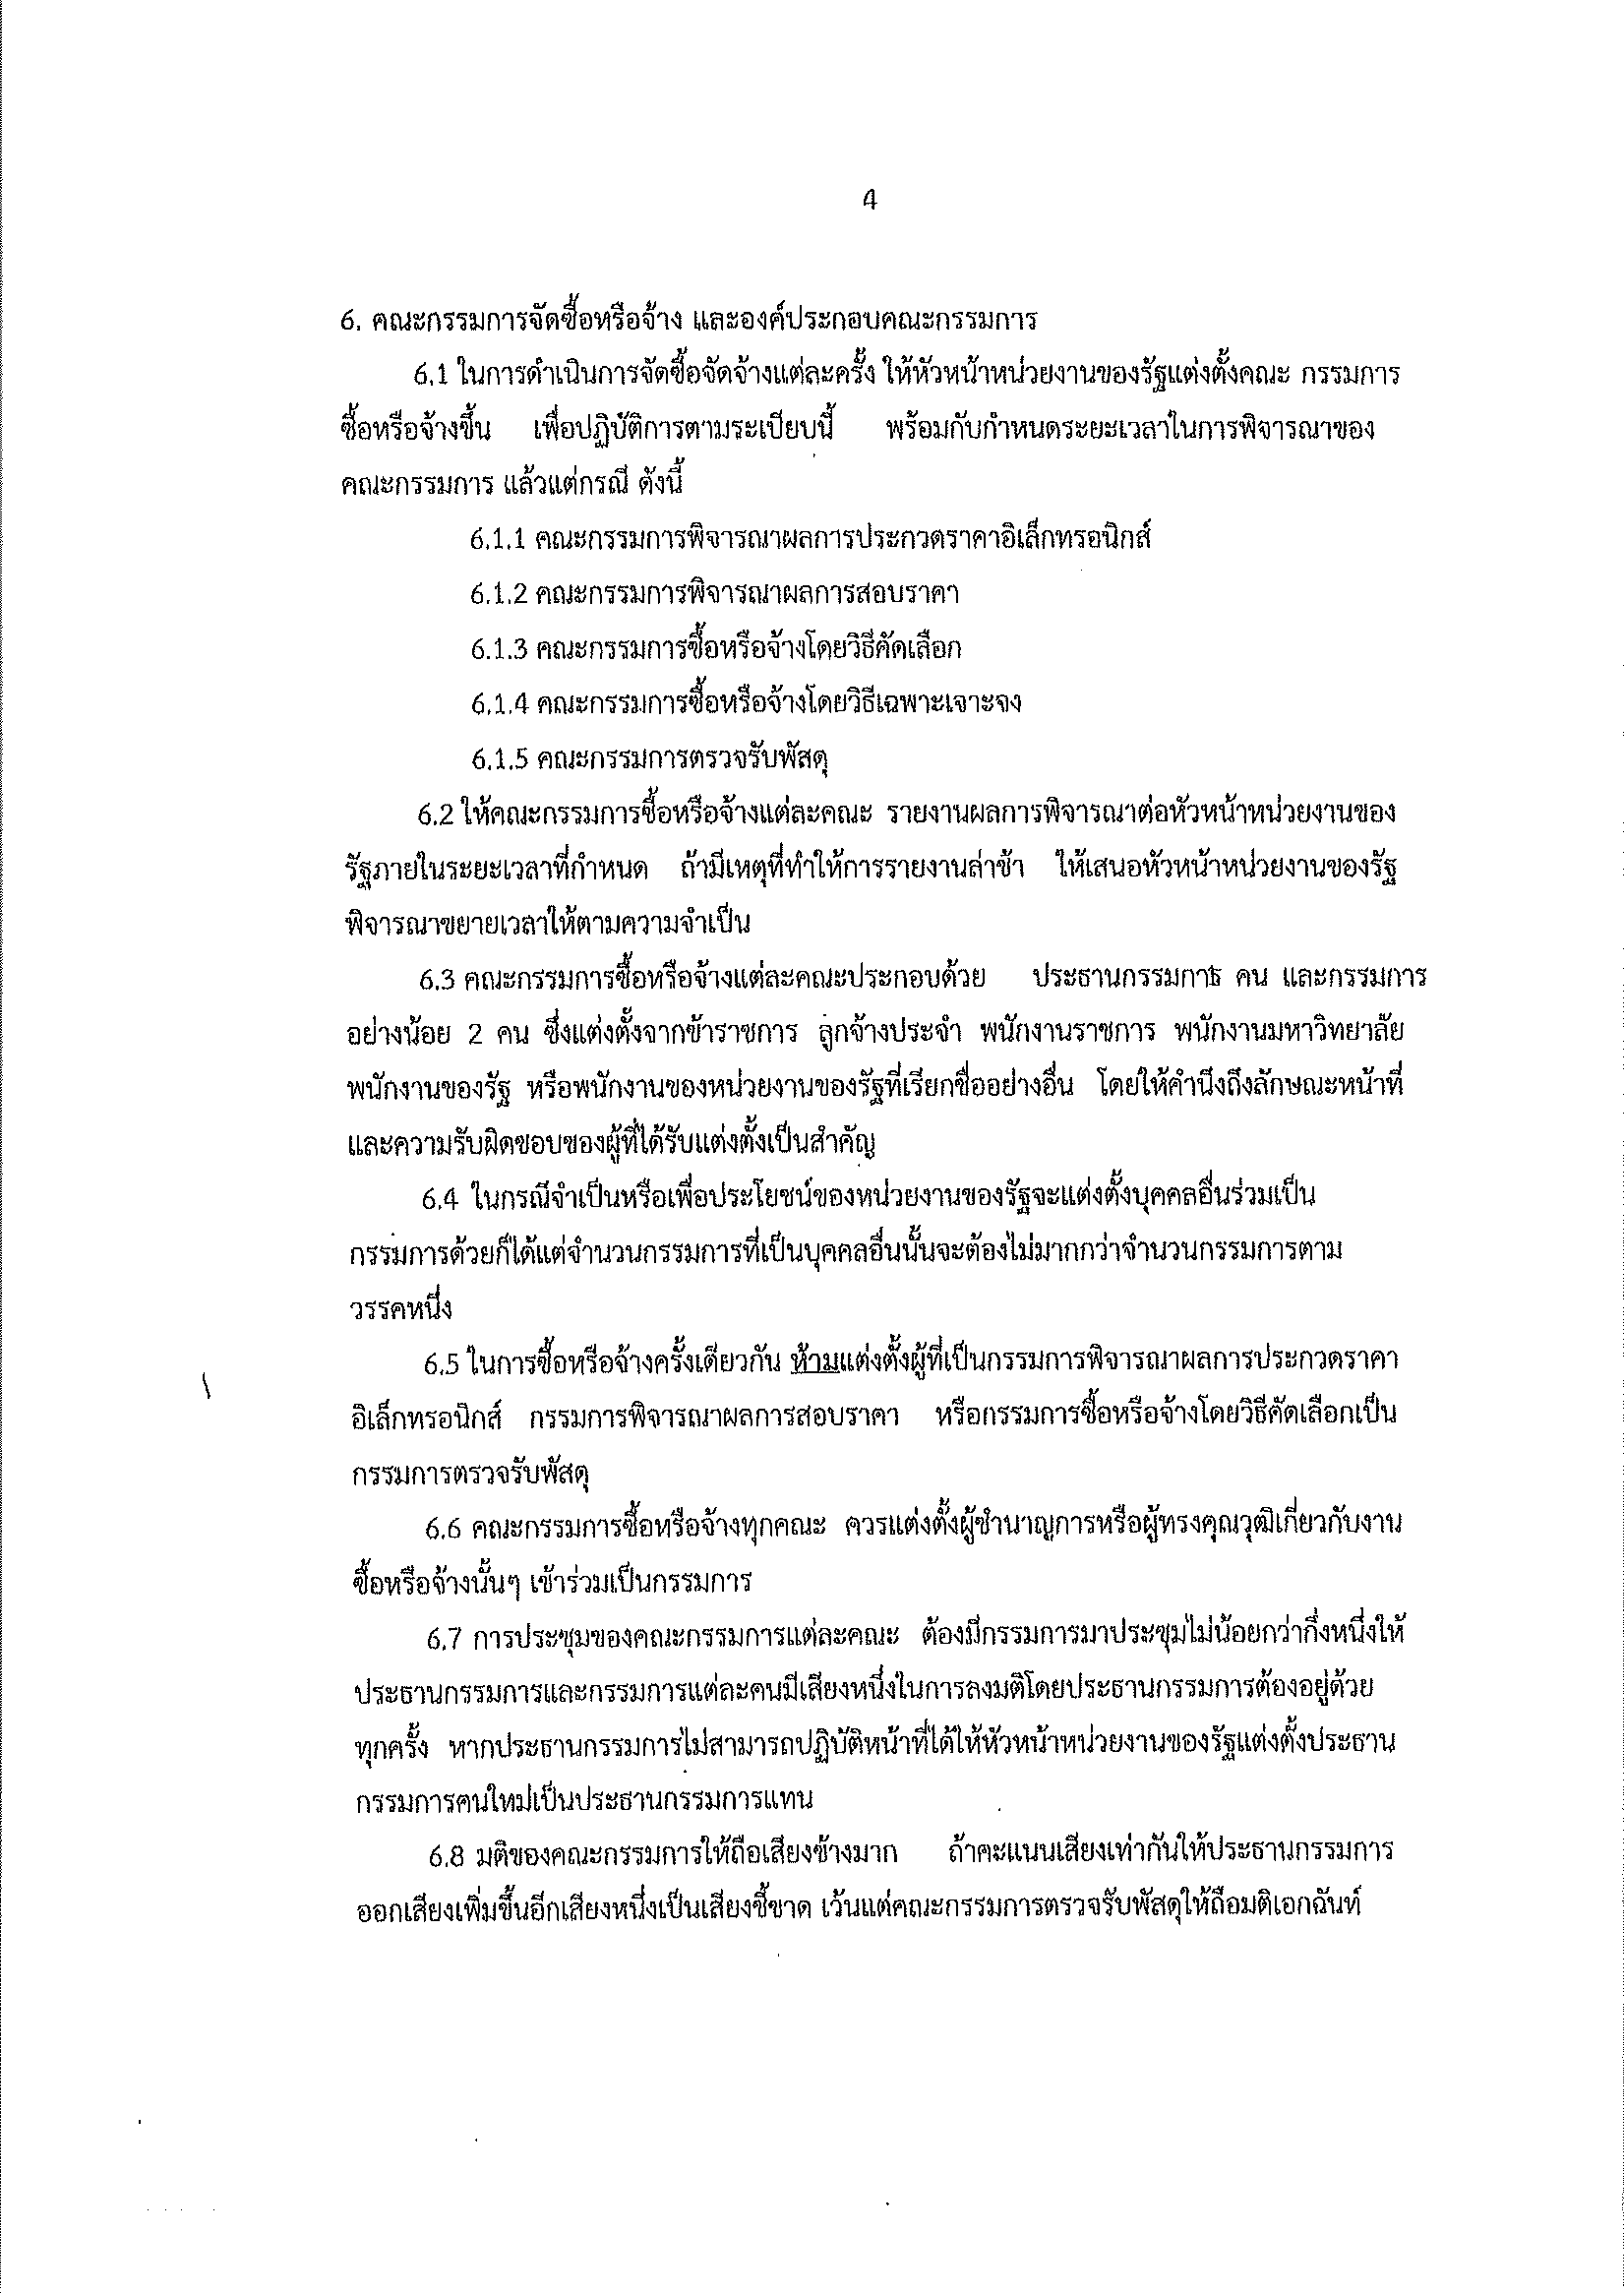 4
6. คณะกรรมการจัดซื้อหรือจ้าง และองค์ประกอบคณะกรรมการ
6.1 ในการดำเนินการจัดซื้อจัดจ้างแต่ละครั้ง ให้หัวหน้าหน่วยงานของรัฐแต่งตั้งคณะ กรรมการ
ซื้อหรือจ้างขึ้น เพื่อปฏิบัติการตามระเบียบนี้ พร้อมกับกำหนดระยะเวลาในการพิจารณาของ
คณะกรรมการ แล้วแต่กรณี ดังนี้
6.1.1 คณะกรรมการพิจารณาผลการประกวดราคาอิเล็กทรอนิกส์
6.1.2 คณะกรรมการพิจารณาผลการสอบราคา
6.1.3 คณะกรรมการซื้อหรือจ้างโดยวิธีคัดเลือก
6.1.4 คณะกรรมการซื้อหรือจ้างโดยวิธีเฉพาะเจาะจง
6.1.5 คณะกรรมการตรวจรับพัสดุ
6.2 ให้คณะกรรมการซื้อหรือจ้างแต่ละคณะ รายงานผลการพิจารณาต่อหัวหน้าหน่วยงานของ
รัฐภายในระยะเวลาที่กำหนด ถ้ามีเหตุที่ทำให้การรายงานล่าช้า ให้เสนอหัวหน้าหน่วยงานของรัฐ
พิจารณาขยายเวลาให้ตามความจำเป็น
6.3 คณะกรรมการซื้อหรือจ้างแต่ละคณะประกอบด้วย ประธานกรรมการ คน และกรรมการ
อย่างน้อย 2 คน ซึ่งแต่งตั้งจากข้าราชการ ลูกจ้างประจำ พนักงานราชการ พนักงานมหาวิทยาลัย
พนักงานของรัฐ หรือพนักงานของหน่วยงานของรัฐที่เรียกชื่ออย่างอื่น โดยให้คำนึงถึงลักษณะหน้าที่
และความรับผิดชอบของผู้ที่ได้รับแต่งตั้งเป็นสำคัญ
6.4 ในกรณีจำเป็นหรือเพื่อประโยชน์ของหน่วยงานของรัฐจะแต่งตั้งบุคคลอื่นร่วมเป็น
กรรมการด้วยก็ได้แต่จำนวนกรรมการที่เป็นบุคคลอื่นนั้นจะต้องไม่มากกว่าจำนวนกรรมการตาม
วรรคหนึ่ง
6.5 ในการซื้อหรือจ้างครั้งเดียวกัน ห้ามแต่งตั้งผู้ที่เป็นกรรมการพิจารณาผลการประกวดราคา
อิเล็กทรอนิกส์ กรรมการพิจารณาผลการสอบราคา หรือกรรมการซื้อหรือจ้างโดยวิธีคัดเลือกเป็น
กรรมการตรวจรับพัสดุ
6.6 คณะกรรมการซื้อหรือจ้างทุกคณะ ควรแต่งตั้งผู้ชำนาญการหรือผู้ทรงคุณวุฒิเกี่ยวกับงาน
ซื้อหรือจ้างนั้นๆ เข้าร่วมเป็นกรรมการ
6.7 การประชุมของคณะกรรมการแต่ละคณะ ต้องมีกรรมการมาประชุมไม่น้อยกว่ากึ่งหนึ่งให้
ประธานกรรมการและกรรมการแต่ละคนมีเสียงหนึ่งในการลงมติโดยประธานกรรมการต้องอยู่ด้วย
ทุกครั้ง หากประธานกรรมการไม่สามารถปฏิบัติหน้าที่ได้ให้หัวหน้าหน่วยงานของรัฐแต่งตั้งประธาน
กรรมการคนใหม่เป็นประธานกรรมการแทน
6.8 มติของคณะกรรมการให้ถือเสียงข้างมาก ถ้าคะแนนเสียงเท่ากันให้ประธานกรรมการ
ออกเสียงเพิ่มขึ้นอีกเสียงหนึ่งเป็นเสียงชี้ขาด เว้นแต่คณะกรรมการตรวจรับพัสดุให้ถือมติเอกฉันท์